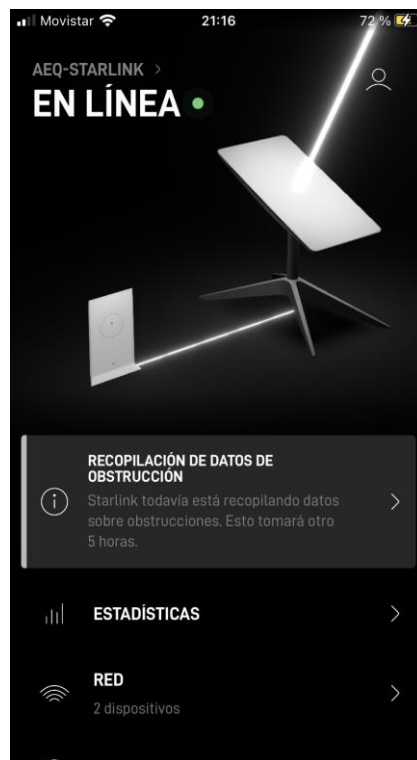 Movistar 21:16 72 %
AEQ-STARLINK >
EN LÍNEA
RECOPILACIÓN DE DATOS DE
OBSTRUCCIÓN
Starlink todavía está recopilando datos
sobre obstrucciones. Esto tomará otro
5 horas.
ESTADÍSTICAS
RED
2 dispositivos